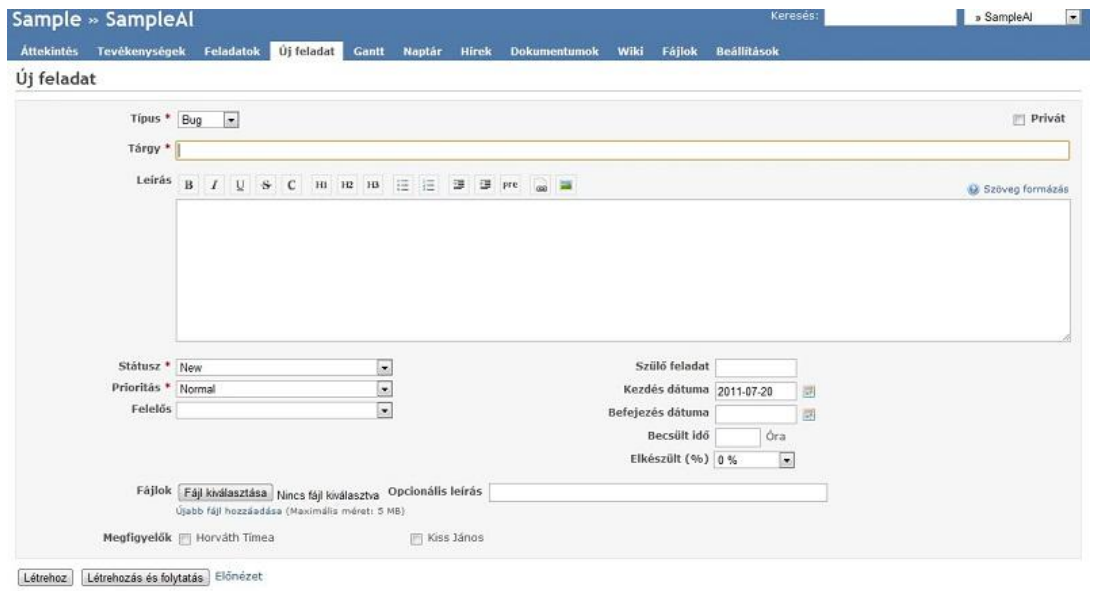 Sample » SampleAl Keresés: » SampleAl
Áttekintés Tevékenységek Feladatok Új feladat Gantt Naptár Hírek Dokumentumok Wiki Fájlok Beállítások
Új feladat
Típus * Bug Privát
Tárgy *
Leírás B I U S C H1 H2 H3 pre Szöveg formázás
Státusz * New Szülő feladat
Prioritás * Normal Kezdés dátuma 2011-07-20
Felelős Befejezés dátuma
Becsült idő Óra
Elkészült (%) 0 %
Fájlok Fájl kiválasztása Nincs fájl kiválasztva Opcionális leírás
Újabb fájl hozzáadása (Maximális méret: 5 MB)
Megfigyelők Horváth Tímea Kiss János
Létrehoz Létrehozás és folytatás Előnézet